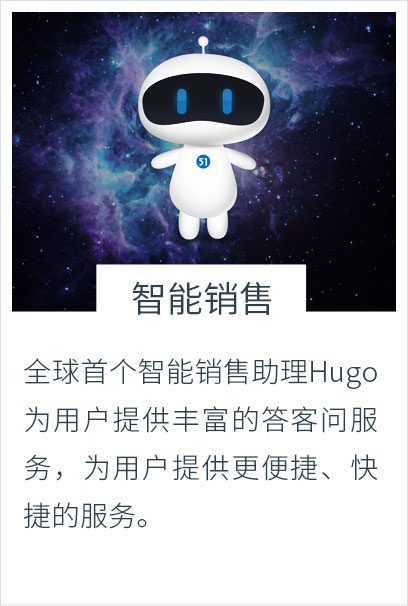 51
智能销售
全球首个智能销售助理Hugo
为用户提供丰富的答客问服
务，为用户提供更便捷、快
捷的服务。